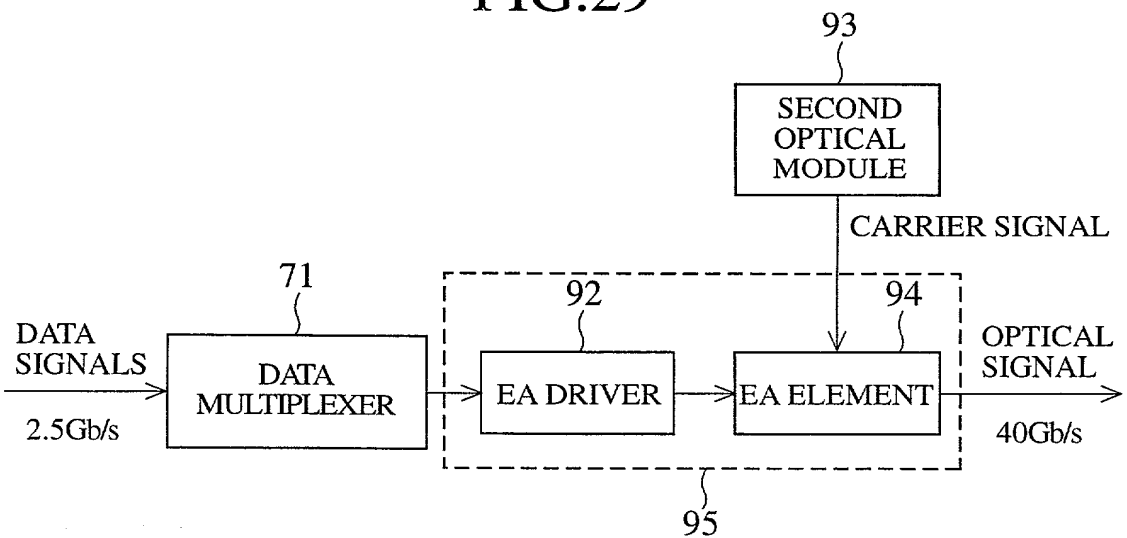 FIG.29
93
SECOND
OPTICAL
MODULE
CARRIER SIGNAL
71
92
94
DATA
SIGNALS
DATA
MULTIPLEXER
EA DRIVER
EA ELEMENT
OPTICAL
SIGNAL
2.5Gb/s
40Gb/s
95